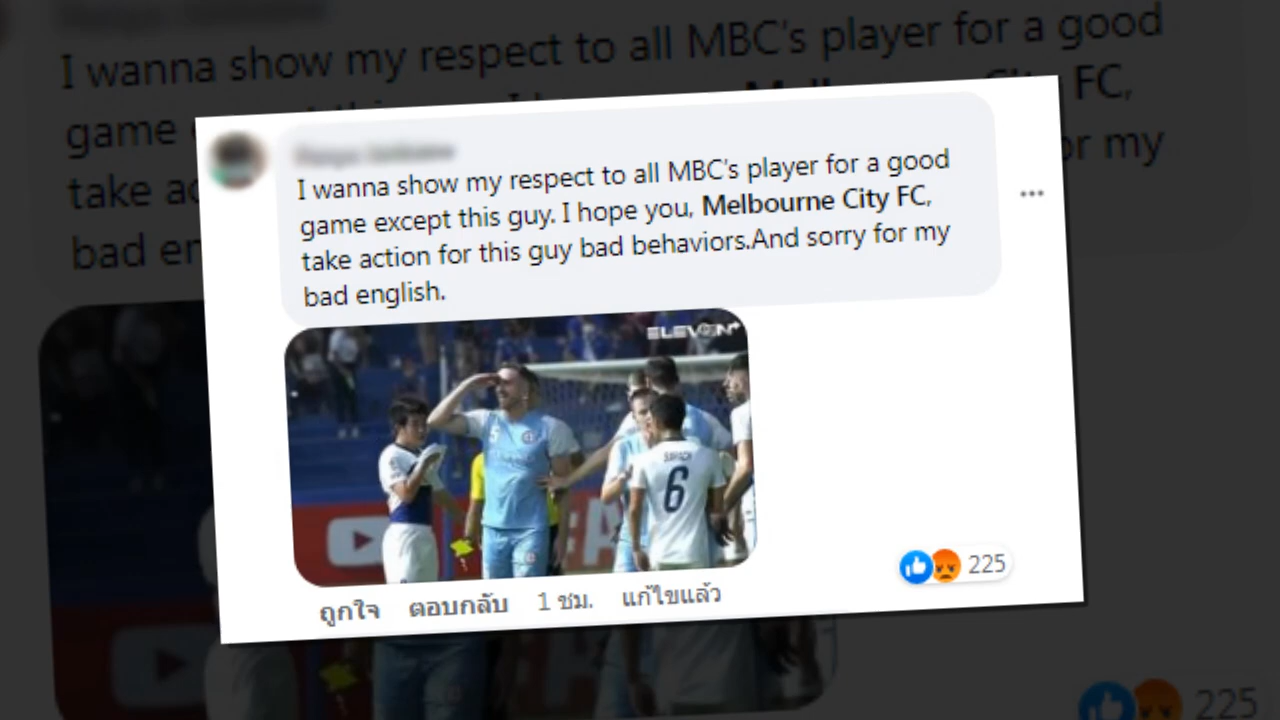 I wanna show my respect to all MBC's player for a good
game
FC,
take ac
or my
bad en
I wanna show my respect to all MBC's player for a good
game except this guy. I hope you, Melbourne City FC,
take action for this guy bad behaviors.And sorry for my
bad english.
ELEVEN
5
6
ถูกใจ ตอบกลับ 1 ชม. แก้ไขแล้ว
225
225